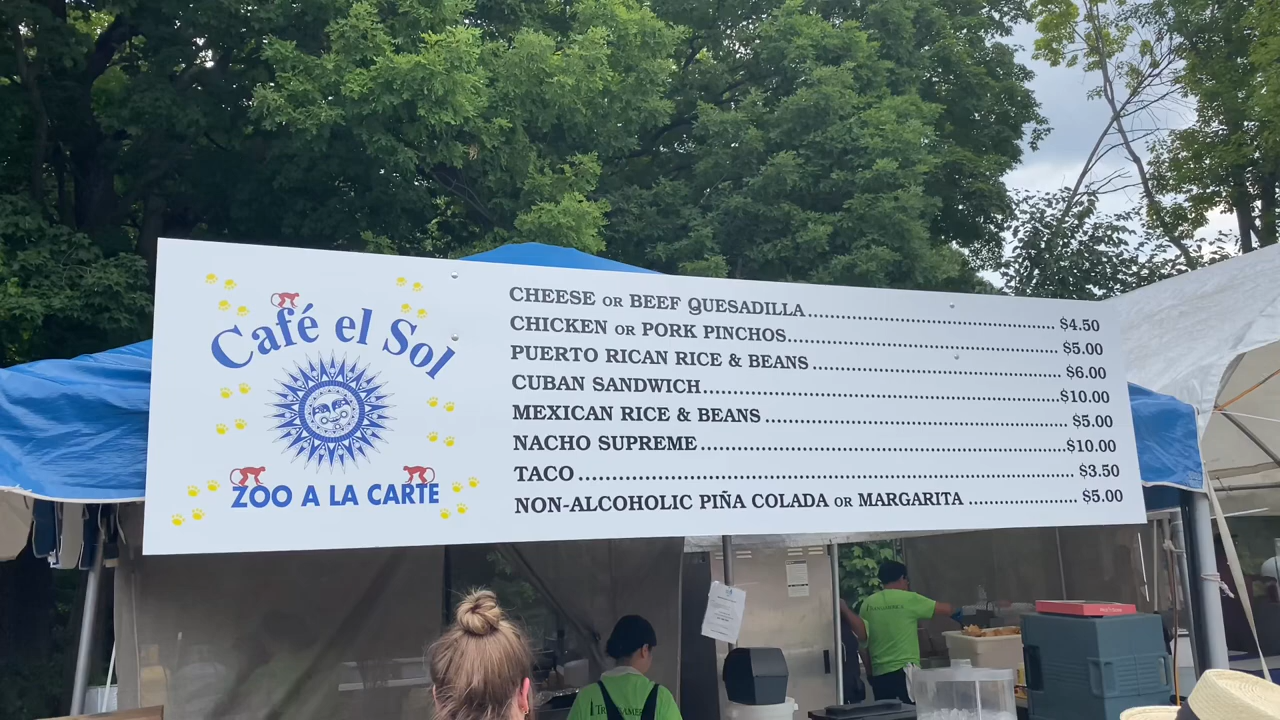 Café el Sol
ZOO A LA CARTE
CHEESE OR BEEF QUESADILLA........................................ $4.50
CHICKEN OR PORK PINCHOS........................................ $5.00
PUERTO RICAN RICE & BEANS........................................ $6.00
CUBAN SANDWICH........................................$10.00
MEXICAN RICE & BEANS ........................................ $5.00
NACHO SUPREME........................................$10.00
TACO........................................ $3.50
NON-ALCOHOLIC PIÑA COLADA OR MARGARITA .................. $5.00